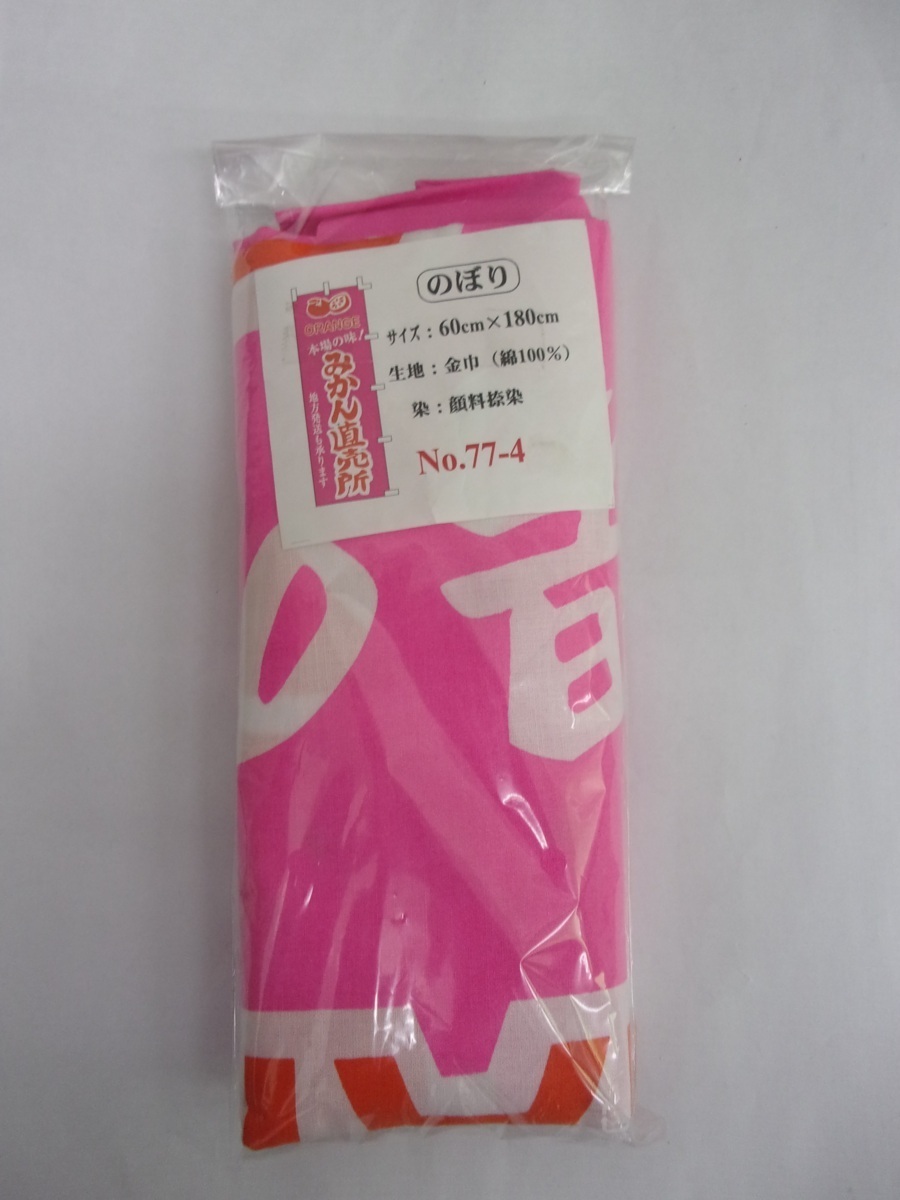 のぼり
サイズ：60cm×180cm
生地：金巾（綿100%）
染：顔料捺染
No.77-4
ORANGE
本場の味!
みかん直売所
地方発送も承ります
の